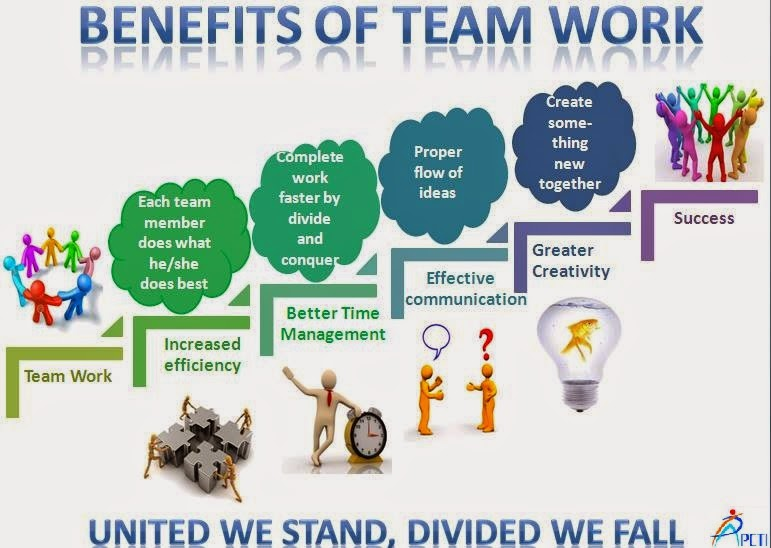 BENEFITS OF TEAM WORK
Create
some-
thing
new
together
Proper
flow of
ideas
Complete
work
faster by
divide
and
conquer
Each team
member
does what
he/she
does best
Success
Greater
Creativity
Effective
communication
Better Time
Management
Increased
efficiency
Team Work
?
UNITED WE STAND, DIVIDED WE FALL
PCTI